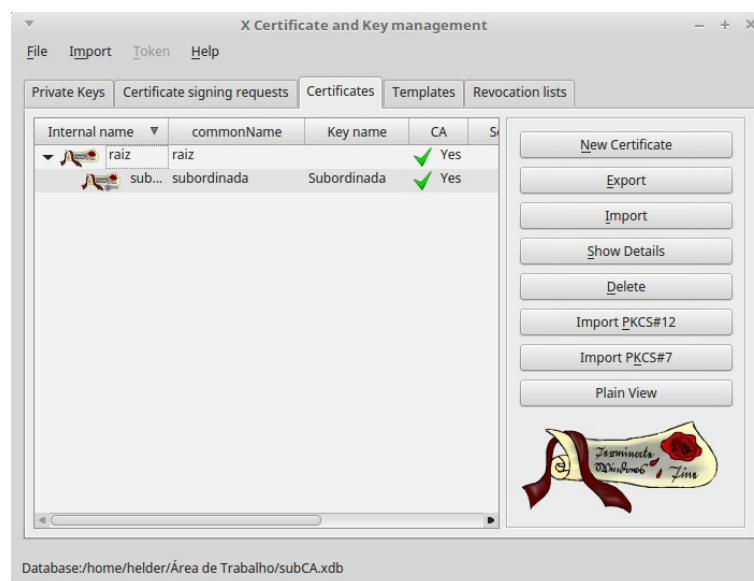 X Certificate and Key management
File Import Token Help
Private Keys Certificate signing requests Certificates Templates Revocation lists
Internal name commonName Key name CA
raiz raiz Yes
sub... subordinada Subordinada Yes
New Certificate
Export
Import
Show Details
Delete
Import PKCS#12
Import PKCS#7
Plain View
Database:/home/helder/Área de Trabalho/subCA.xdb